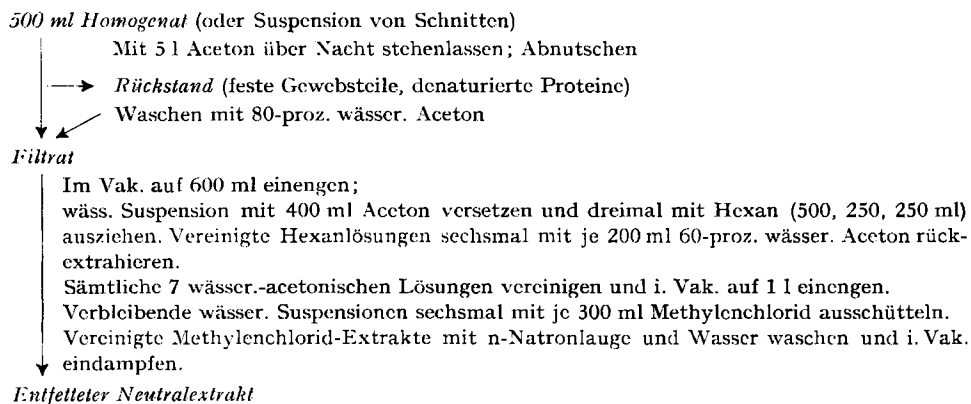 500 ml Homogenat (oder Suspension von Schnitten)
Mit 5 l Aceton über Nacht stehenlassen; Abnutschen
Rückstand (feste Gewebsteile, denaturierte Proteine)
Waschen mit 80-proz. wässer. Aceton
Filtrat
Im Vak. auf 600 ml einengen;
wäss. Suspension mit 400 ml Aceton versetzen und dreimal mit Hexan (500, 250, 250 ml)
ausziehen. Vereinigte Hexanlösungen sechsmal mit je 200 ml 60-proz. wässer. Aceton rück-
extrahieren.
Sämtliche 7 wässer.-acetonischen Lösungen vereinigen und i. Vak. auf 1 l einengen.
Verbleibende wässer. Suspensionen sechsmal mit je 300 ml Methylenchlorid ausschütteln.
Vereinigte Methylenchlorid-Extrakte mit n-Natronlauge und Wasser waschen und i. Vak.
eindampfen.
Entfetteter Neutralextrakt